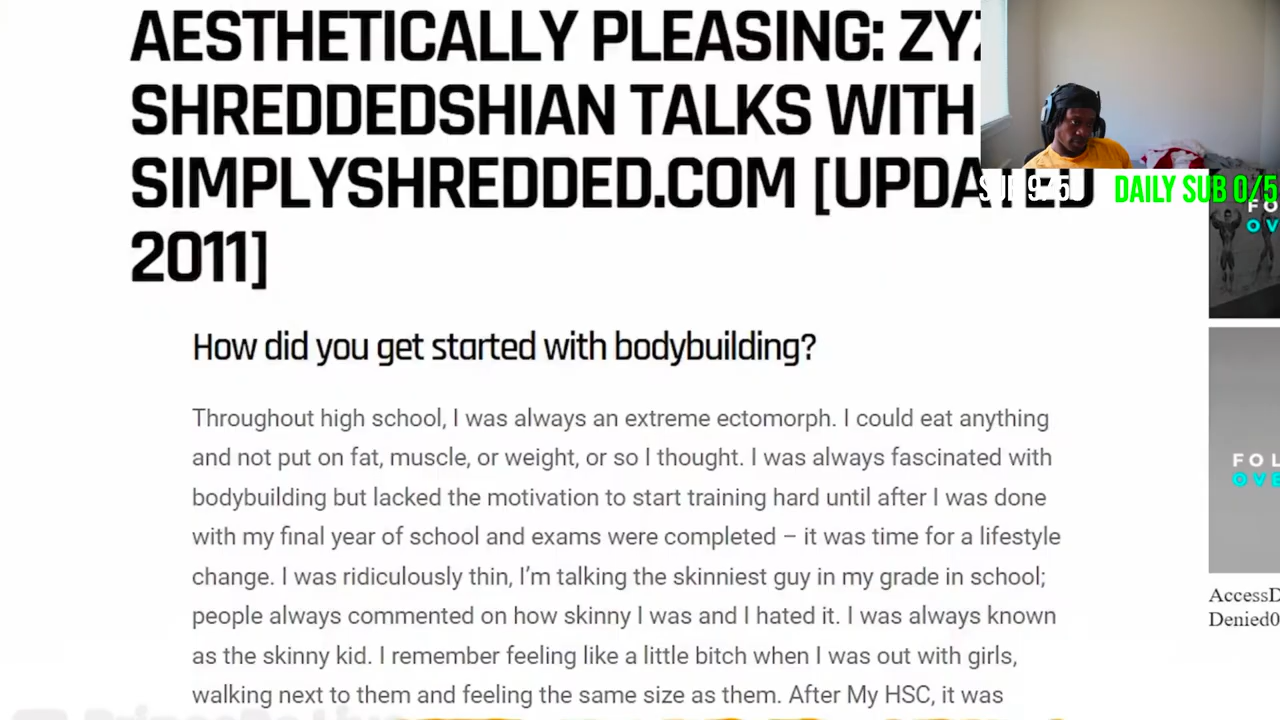 AESTHETICALLY PLEASING:
SHREDDEDSHIAN TALKS WITH
SIMPLYSHREDDED.COM
2011]
DAILY SUB 0/5
How did you get started with bodybuilding?
Throughout high school, I was always an extreme ectomorph. I could eat anything
and not put on fat, muscle, or weight, or so I thought. I was always fascinated with
bodybuilding but lacked the motivation to start training hard until after I was done
with my final year of school and exams were completed – it was time for a lifestyle
change. I was ridiculously thin, I'm talking the skinniest guy in my grade in school;
people always commented on how skinny I was and I hated it. I was always known
as the skinny kid. I remember feeling like a little bitch when I was out with girls,
walking next to them and feeling the same size as them. After My HSC, it was